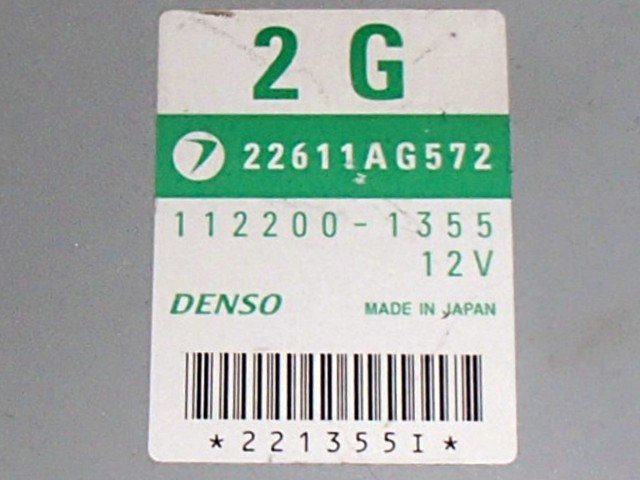 2 G
22611AG572
112200-1355
12V
DENSO MADE IN JAPAN
*221355I*